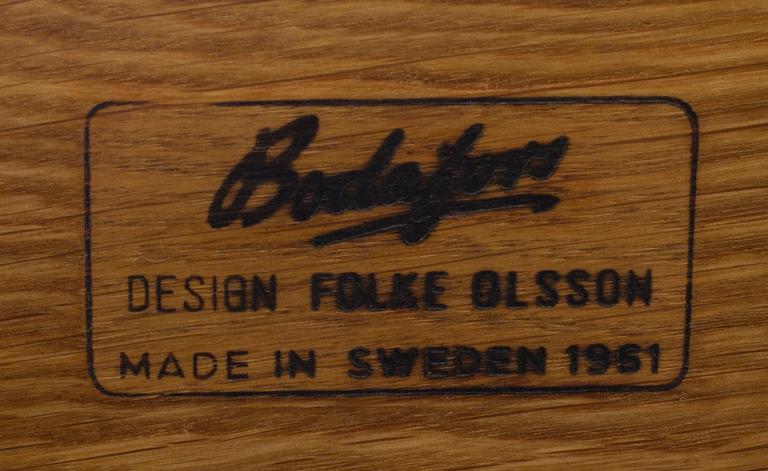 Bodafors
DESIGN FOLKE OLSSON
MADE IN SWEDEN 1961